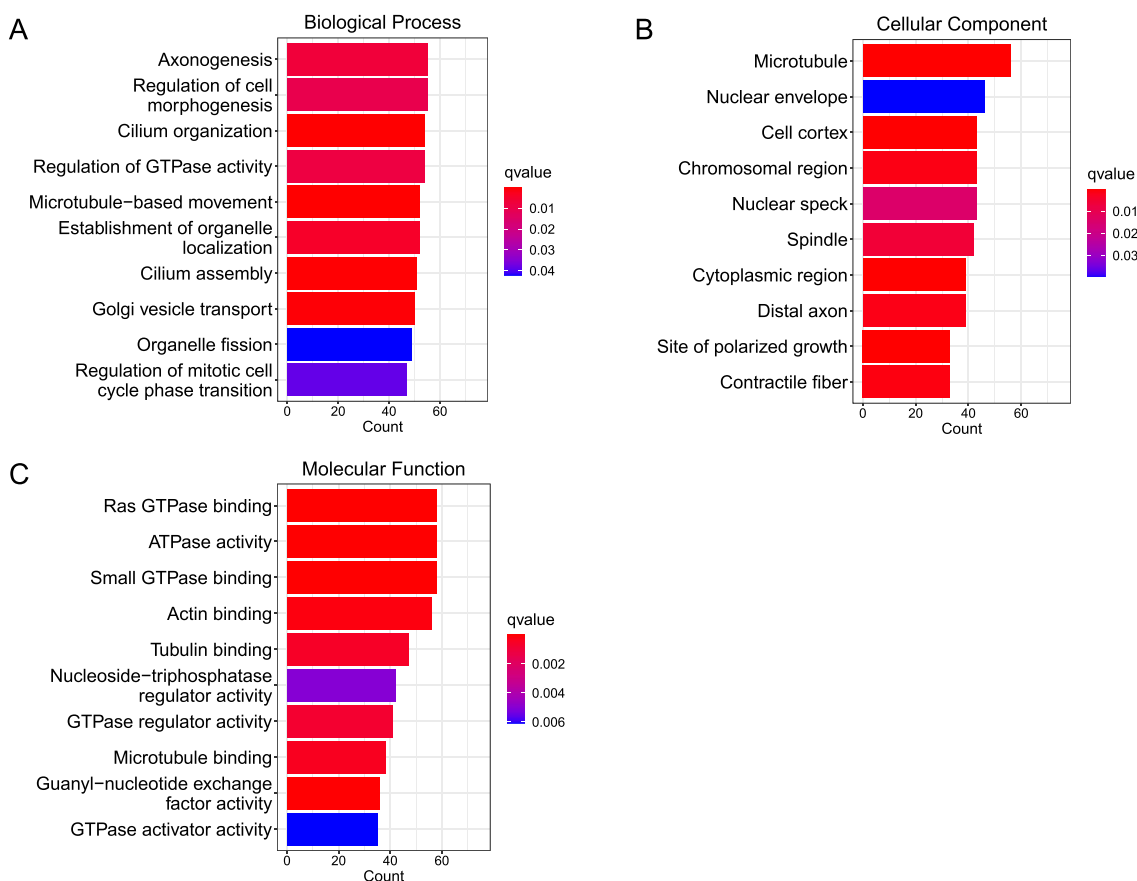 A
Biological Process
Axonogenesis
Regulation of cell
morphogenesis
Cilium organization
Regulation of GTPase activity
Microtubule−based movement
Establishment of organelle
localization
Cilium assembly
Golgi vesicle transport
Organelle fission
Regulation of mitotic cell
cycle phase transition
0 20 40 60
Count
qvalue
0.01
0.02
0.03
0.04
B
Cellular Component
Microtubule
Nuclear envelope
Cell cortex
Chromosomal region
Nuclear speck
Spindle
Cytoplasmic region
Distal axon
Site of polarized growth
Contractile fiber
0 20 40 60
Count
qvalue
0.01
0.02
0.03
C
Molecular Function
Ras GTPase binding
ATPase activity
Small GTPase binding
Actin binding
Tubulin binding
Nucleoside−triphosphatase
regulator activity
GTPase regulator activity
Microtubule binding
Guanyl−nucleotide exchange
factor activity
GTPase activator activity
0 20 40 60
Count
qvalue
0.002
0.004
0.006